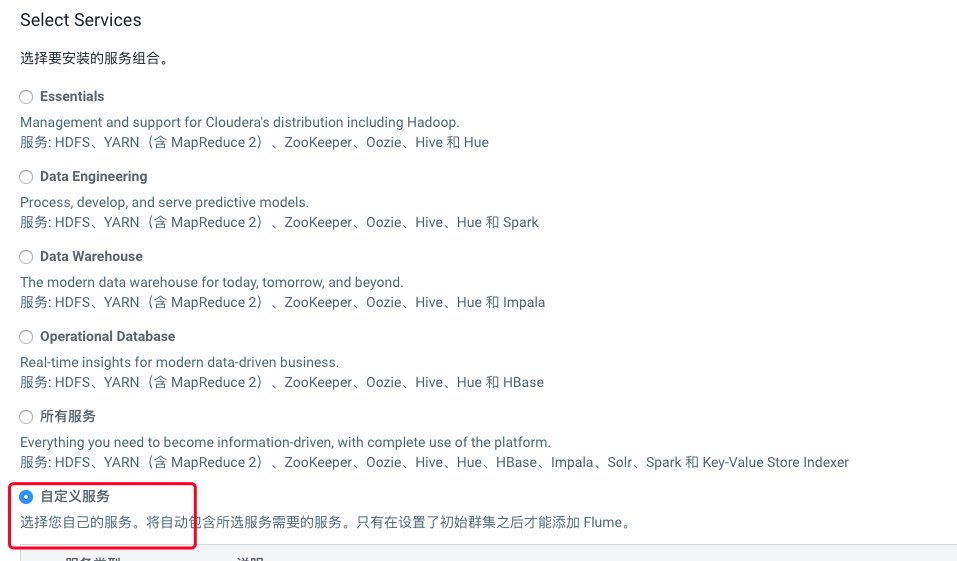 Select Services
选择要安装的服务组合。
Essentials
Management and support for Cloudera's distribution including Hadoop.
服务: HDFS、YARN（含 MapReduce 2）、ZooKeeper、Oozie、Hive 和 Hue
Data Engineering
Process, develop, and serve predictive models.
服务: HDFS、YARN（含 MapReduce 2）、ZooKeeper、Oozie、Hive、Hue 和 Spark
Data Warehouse
The modern data warehouse for today, tomorrow, and beyond.
服务: HDFS、YARN（含 MapReduce 2）、ZooKeeper、Oozie、Hive、Hue 和 Impala
Operational Database
Real-time insights for modern data-driven business.
服务: HDFS、YARN（含 MapReduce 2）、ZooKeeper、Oozie、Hive、Hue 和 HBase
所有服务
Everything you need to become information-driven, with complete use of the platform.
服务: HDFS、YARN（含 MapReduce 2）、ZooKeeper、Oozie、Hive、Hue、HBase、Impala、Solr、Spark 和 Key-Value Store Indexer
自定义服务
选择您自己的服务。将自动包含所选服务需要的服务。只有在设置了初始群集之后才能添加 Flume。
服务类型 说明